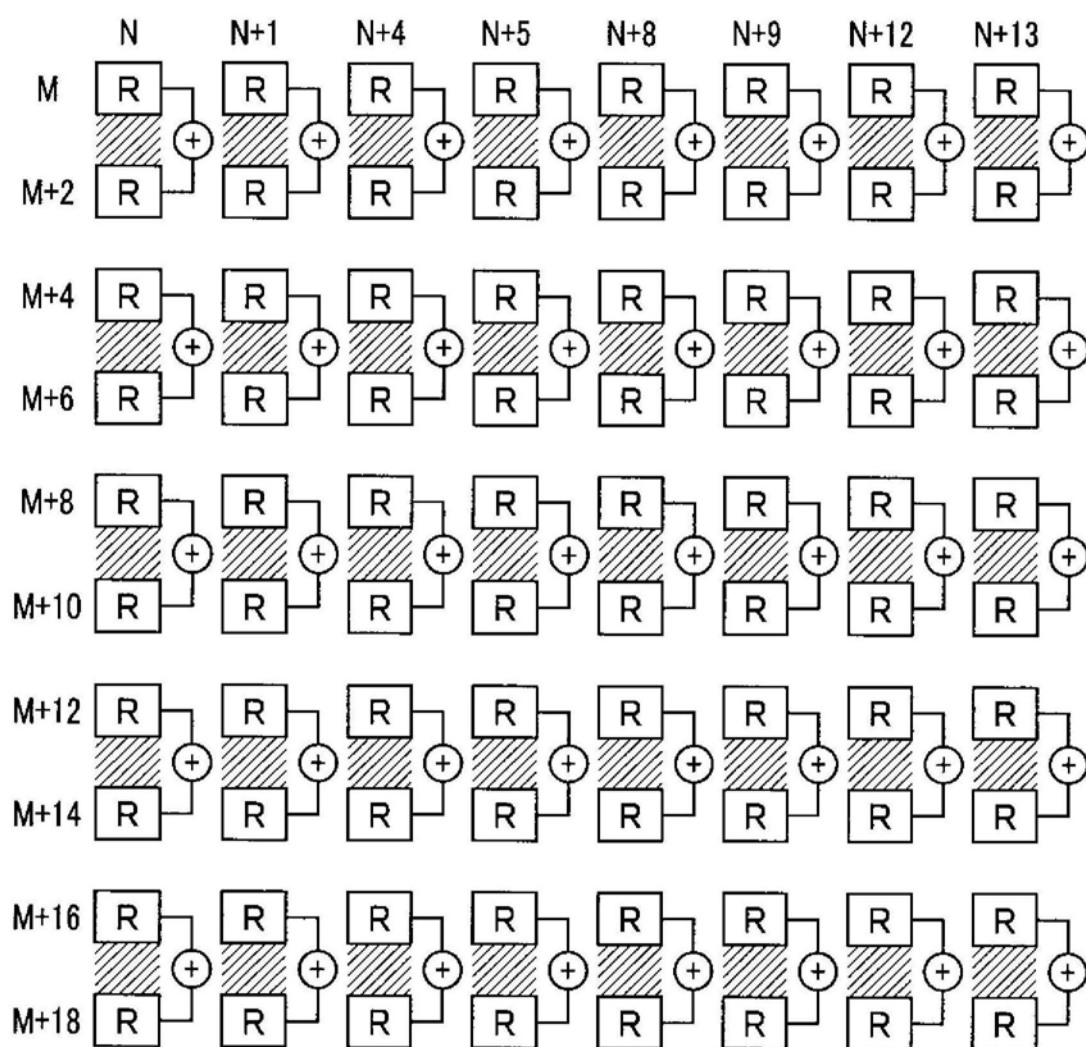 N N+1 N+4 N+5 N+8 N+9 N+12 N+13
M R R R R R R R R
+ + + + + + + +
M+2 R R R R R R R R
M+4 R R R R R R R R
+ + + + + + + +
M+6 R R R R R R R R
M+8 R R R R R R R R
+ + + + + + + +
M+10 R R R R R R R R
M+12 R R R R R R R R
+ + + + + + + +
M+14 R R R R R R R R
M+16 R R R R R R R R
+ + + + + + + +
M+18 R R R R R R R R